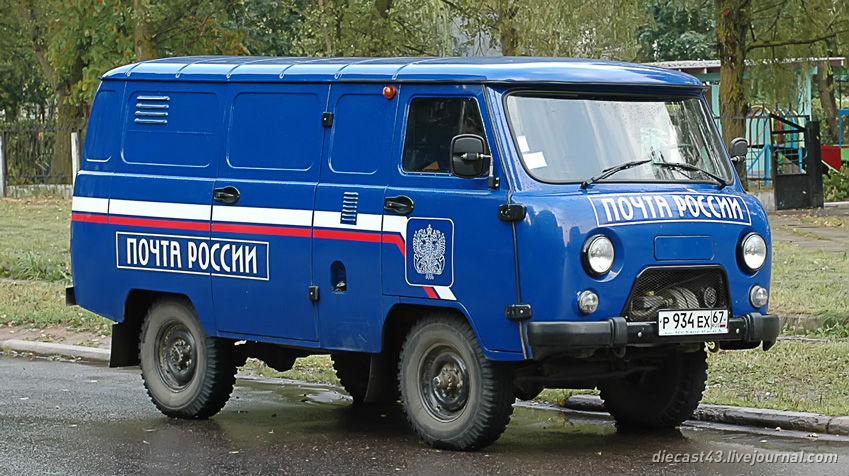 ПОЧТА РОССИИ
ПОЧТА РОССИИ
Р 934 ЕХ 67
diecast43.livejournal.com